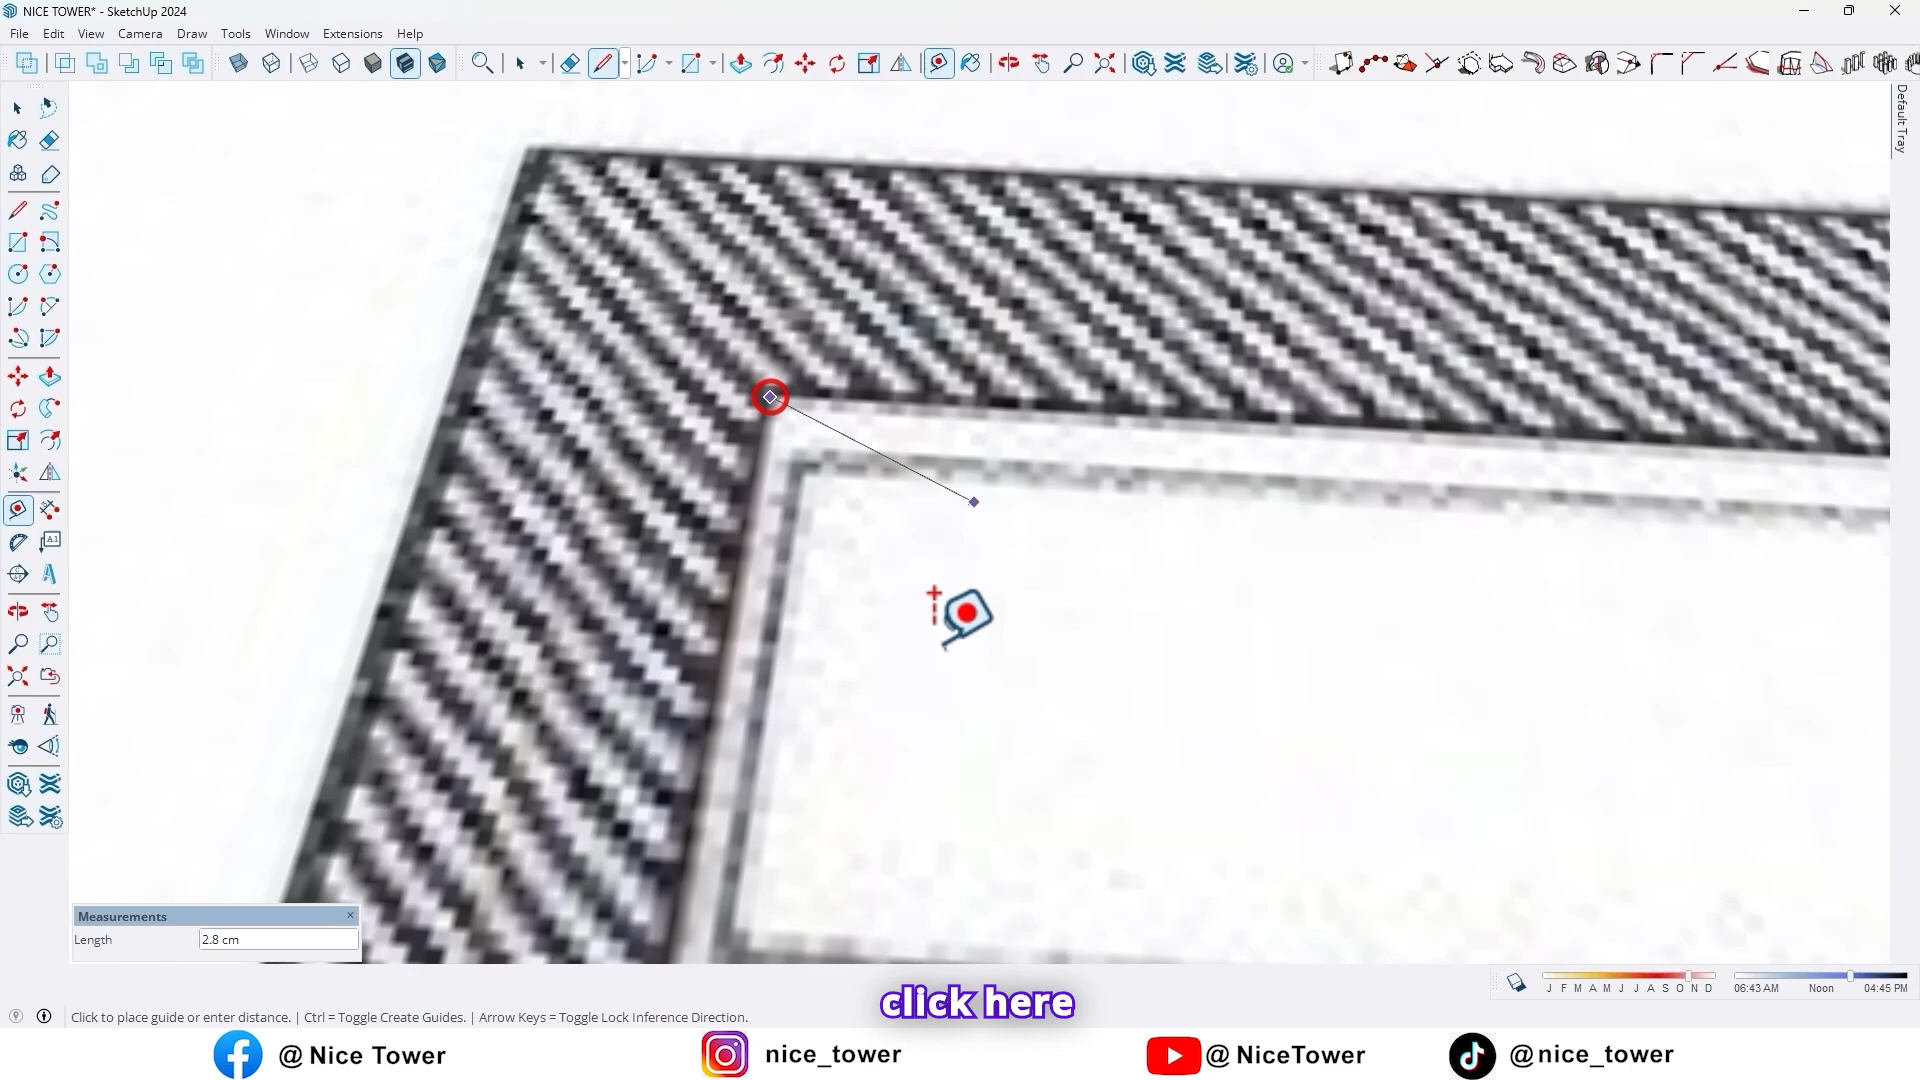 NICE TOWER* - SketchUp 2024
File Edit View Camera Draw Tools Window Extensions Help
Default Tray
A1
Measurements
Length 2.8 cm
J F M A M J J A S O N D 06:43 AM Noon 04:45 PM
click here
Click to place guide or enter distance. | Ctrl = Toggle Create Guides. | Arrow Keys = Toggle Lock Inference Direction.
@ Nice Tower nice_tower @ NiceTower @nice_tower